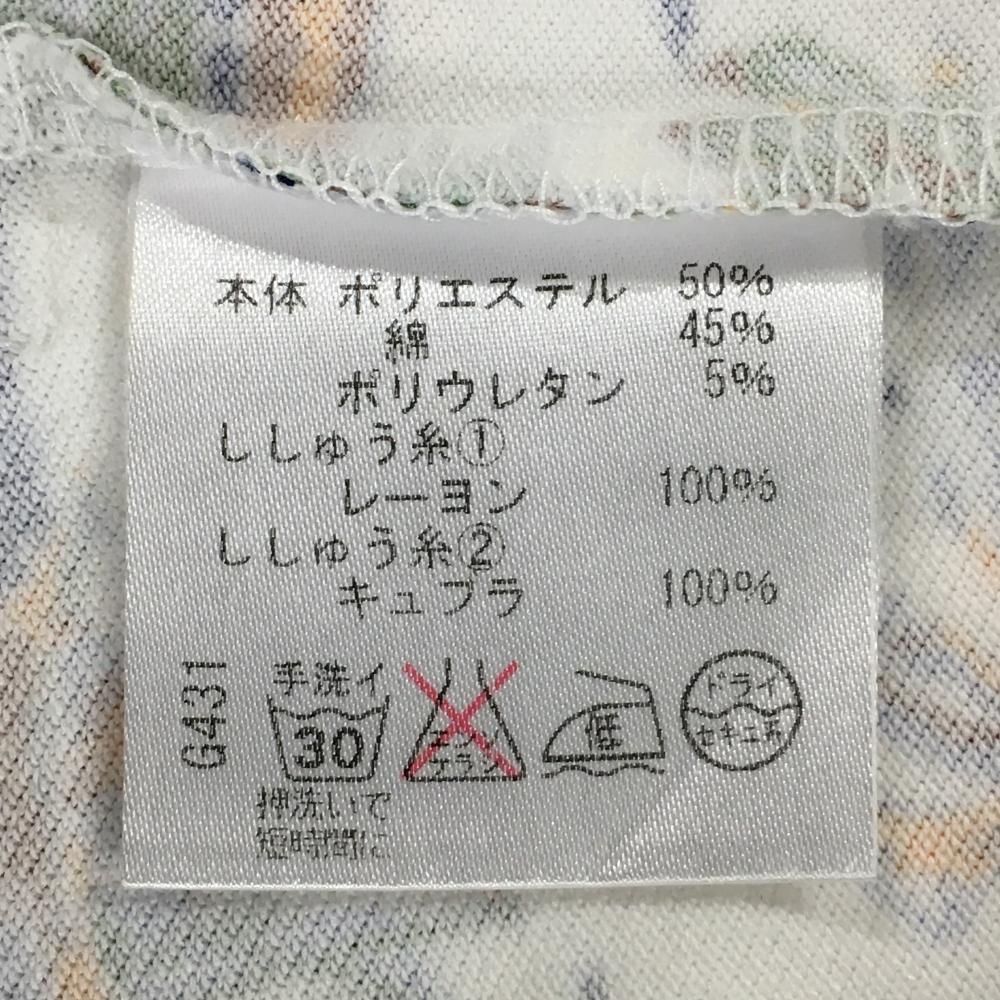 本体 ポリエステル 50%
綿 45%
ポリウレタン 5%
ししゅう糸①
レーヨン 100%
ししゅう糸②
キュプラ 100%
G431
手洗イ
30
エンソ
サラシ
低
ドライ
セキユ系
押洗いで
短時間に